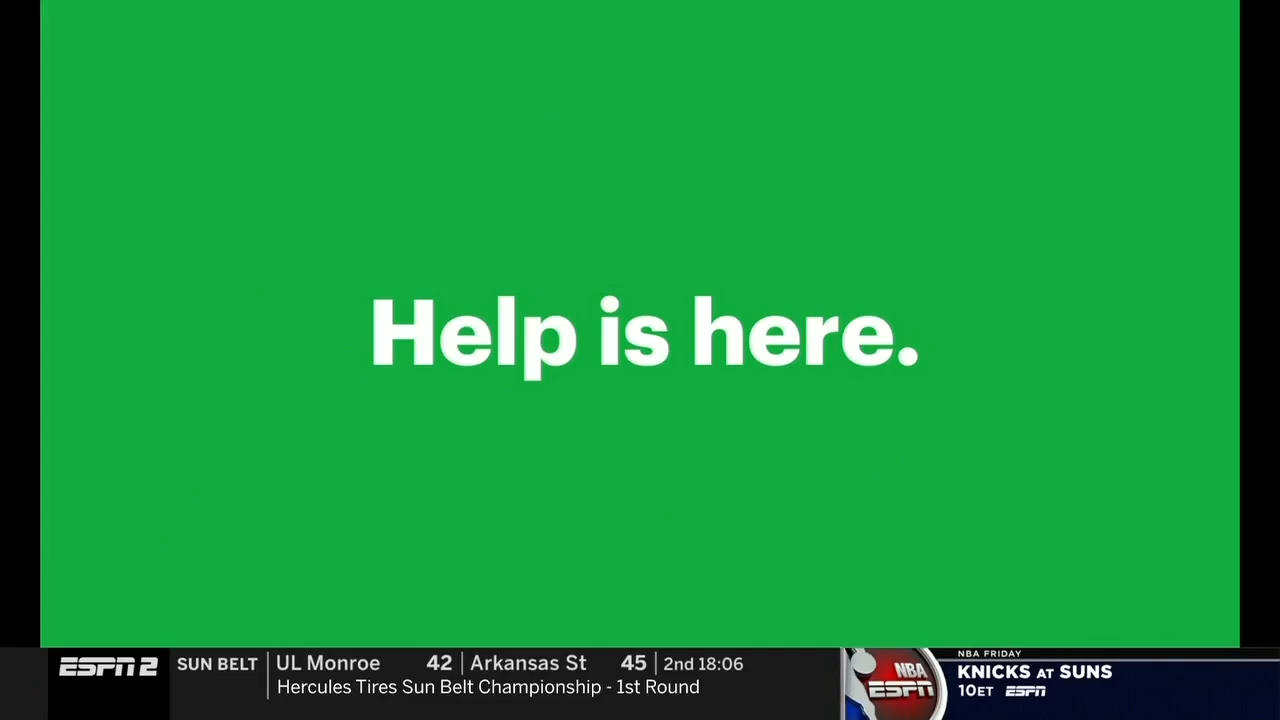 Help is here.
ESPN2
SUN BELT
UL Monroe 42
Arkansas St 45
2nd 18:06
Hercules Tires Sun Belt Championship - 1st Round
NBA
ESPN
NBA FRIDAY
KNICKS AT SUNS
10ET ESPN